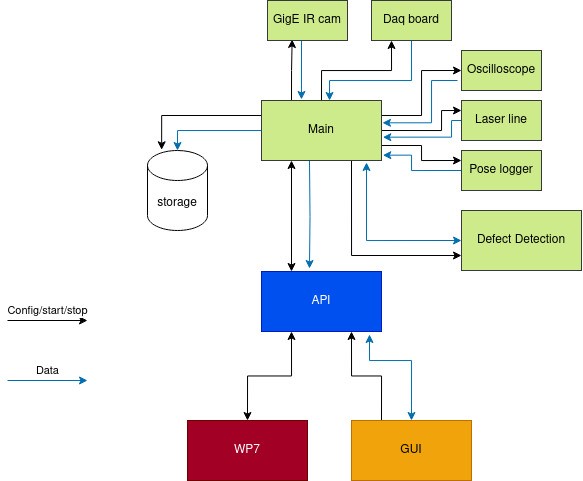 GigE IR cam
Daq board
Oscilloscope
Main
Laser line
Pose logger
storage
Defect Detection
API
Config/start/stop
Data
WP7
GUI